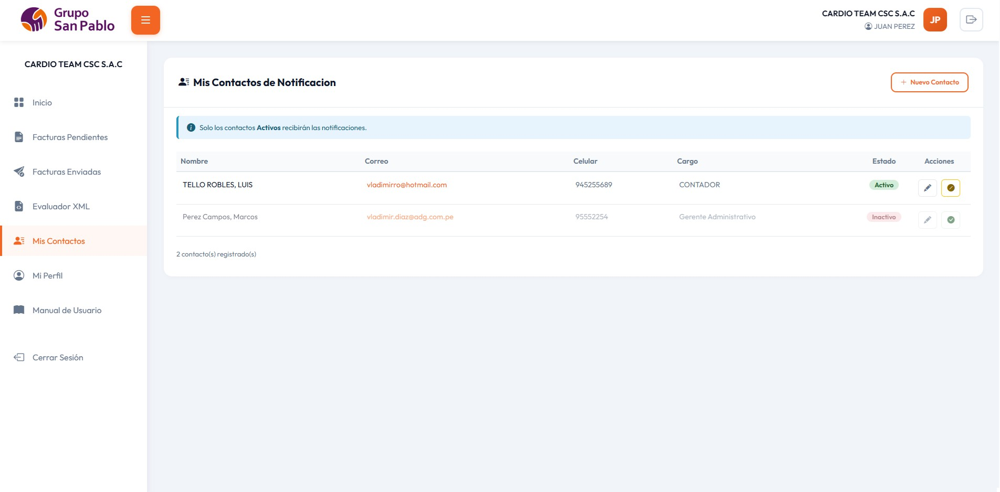 Grupo
San Pablo
CARDIO TEAM CSC S.A.C
JUAN PEREZ
JP
CARDIO TEAM CSC S.A.C
Inicio
Facturas Pendientes
Facturas Enviadas
Evaluador XML
Mis Contactos
Mi Perfil
Manual de Usuario
Cerrar Sesión
Mis Contactos de Notificacion
+ Nuevo Contacto
Solo los contactos Activos recibirán las notificaciones.
Nombre Correo Celular Cargo Estado Acciones
TELLO ROBLES, LUIS vladimirro@hotmail.com 945255689 CONTADOR Activo
Perez Campos, Marcos vladimir.diaz@adg.com.pe 95552254 Gerente Administrativo Inactivo
2 contacto(s) registrado(s)